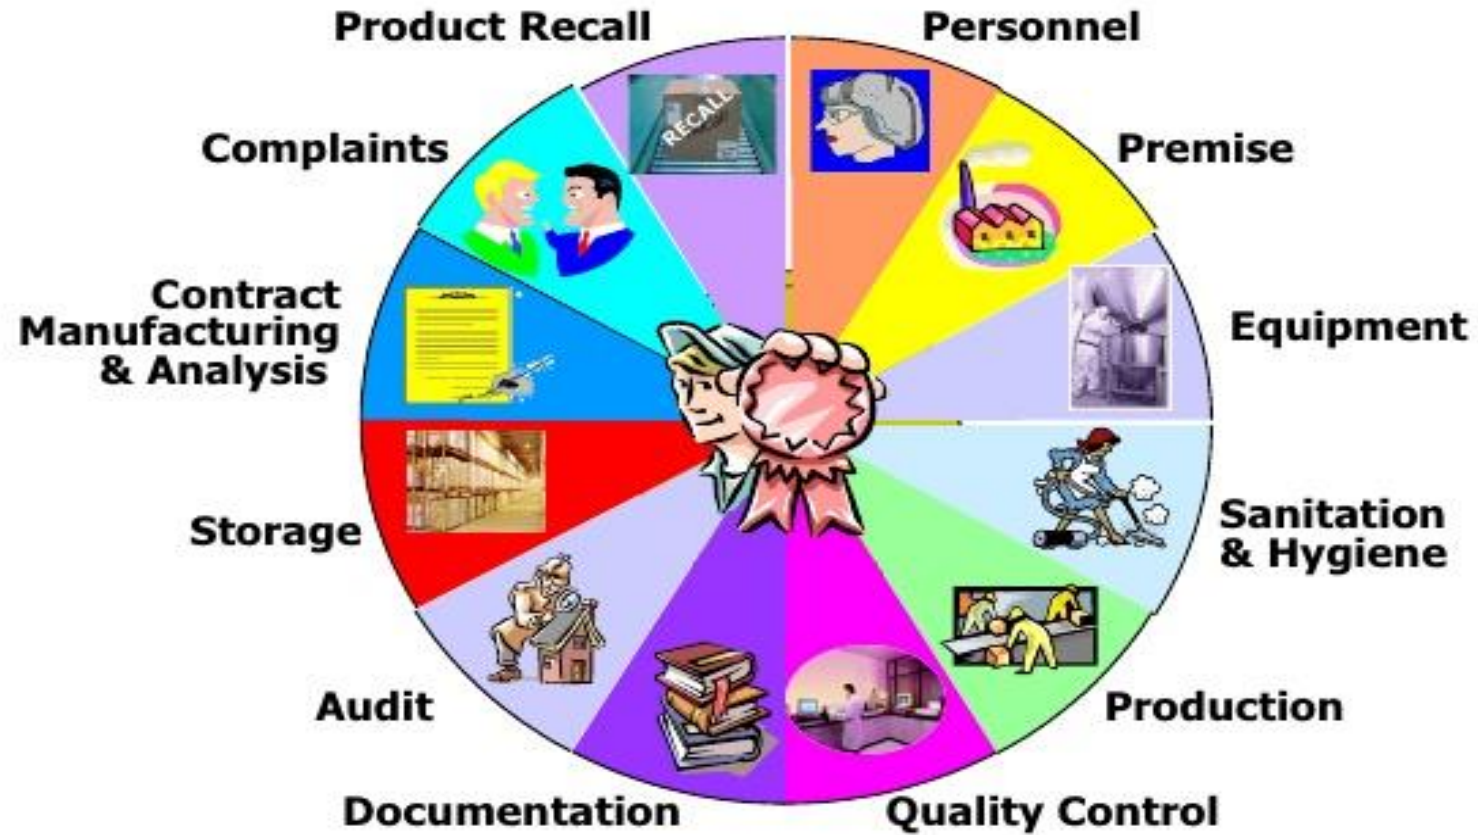 Product Recall
Personnel
RECALL
Complaints
Premise
Contract
Manufacturing
& Analysis
Equipment
Storage
Sanitation
& Hygiene
Audit
Production
Documentation
Quality Control